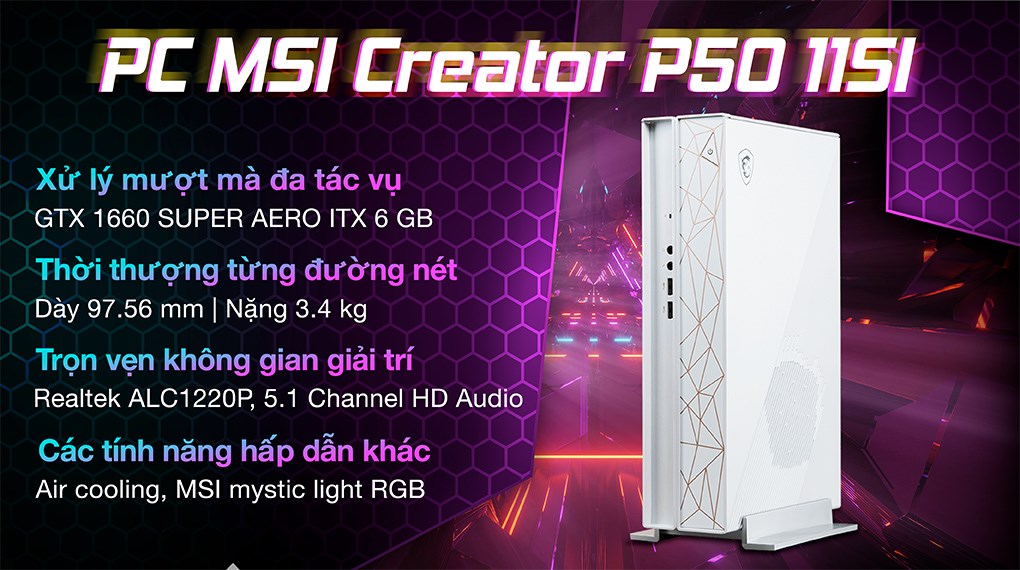 PC MSI Creator P50 11SI
Xử lý mượt mà đa tác vụ
GTX 1660 SUPER AERO ITX 6 GB
Thời thượng từng đường nét
Dày 97.56 mm | Nặng 3.4 kg
Trọn vẹn không gian giải trí
Realtek ALC1220P, 5.1 Channel HD Audio
Các tính năng hấp dẫn khác
Air cooling, MSI mystic light RGB